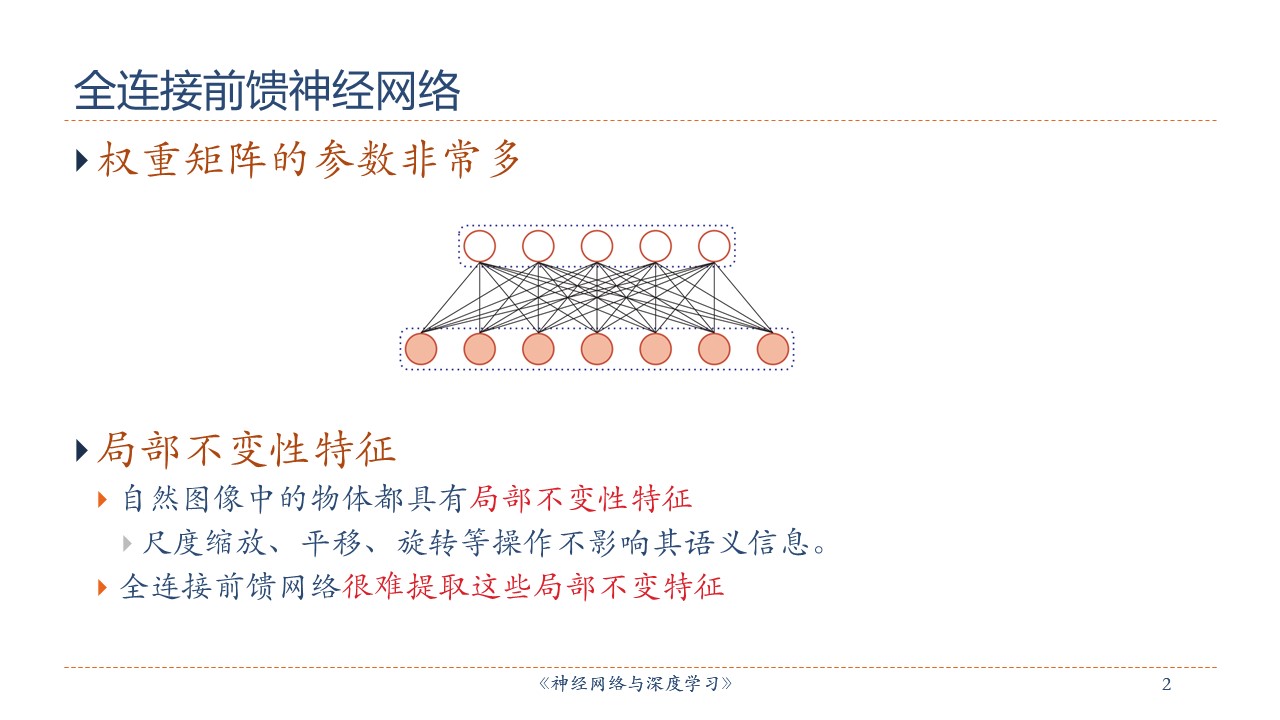 全连接前馈神经网络
权重矩阵的参数非常多
局部不变性特征
自然图像中的物体都具有局部不变性特征
尺度缩放、平移、旋转等操作不影响其语义信息。
全连接前馈网络很难提取这些局部不变特征
《神经网络与深度学习》
2